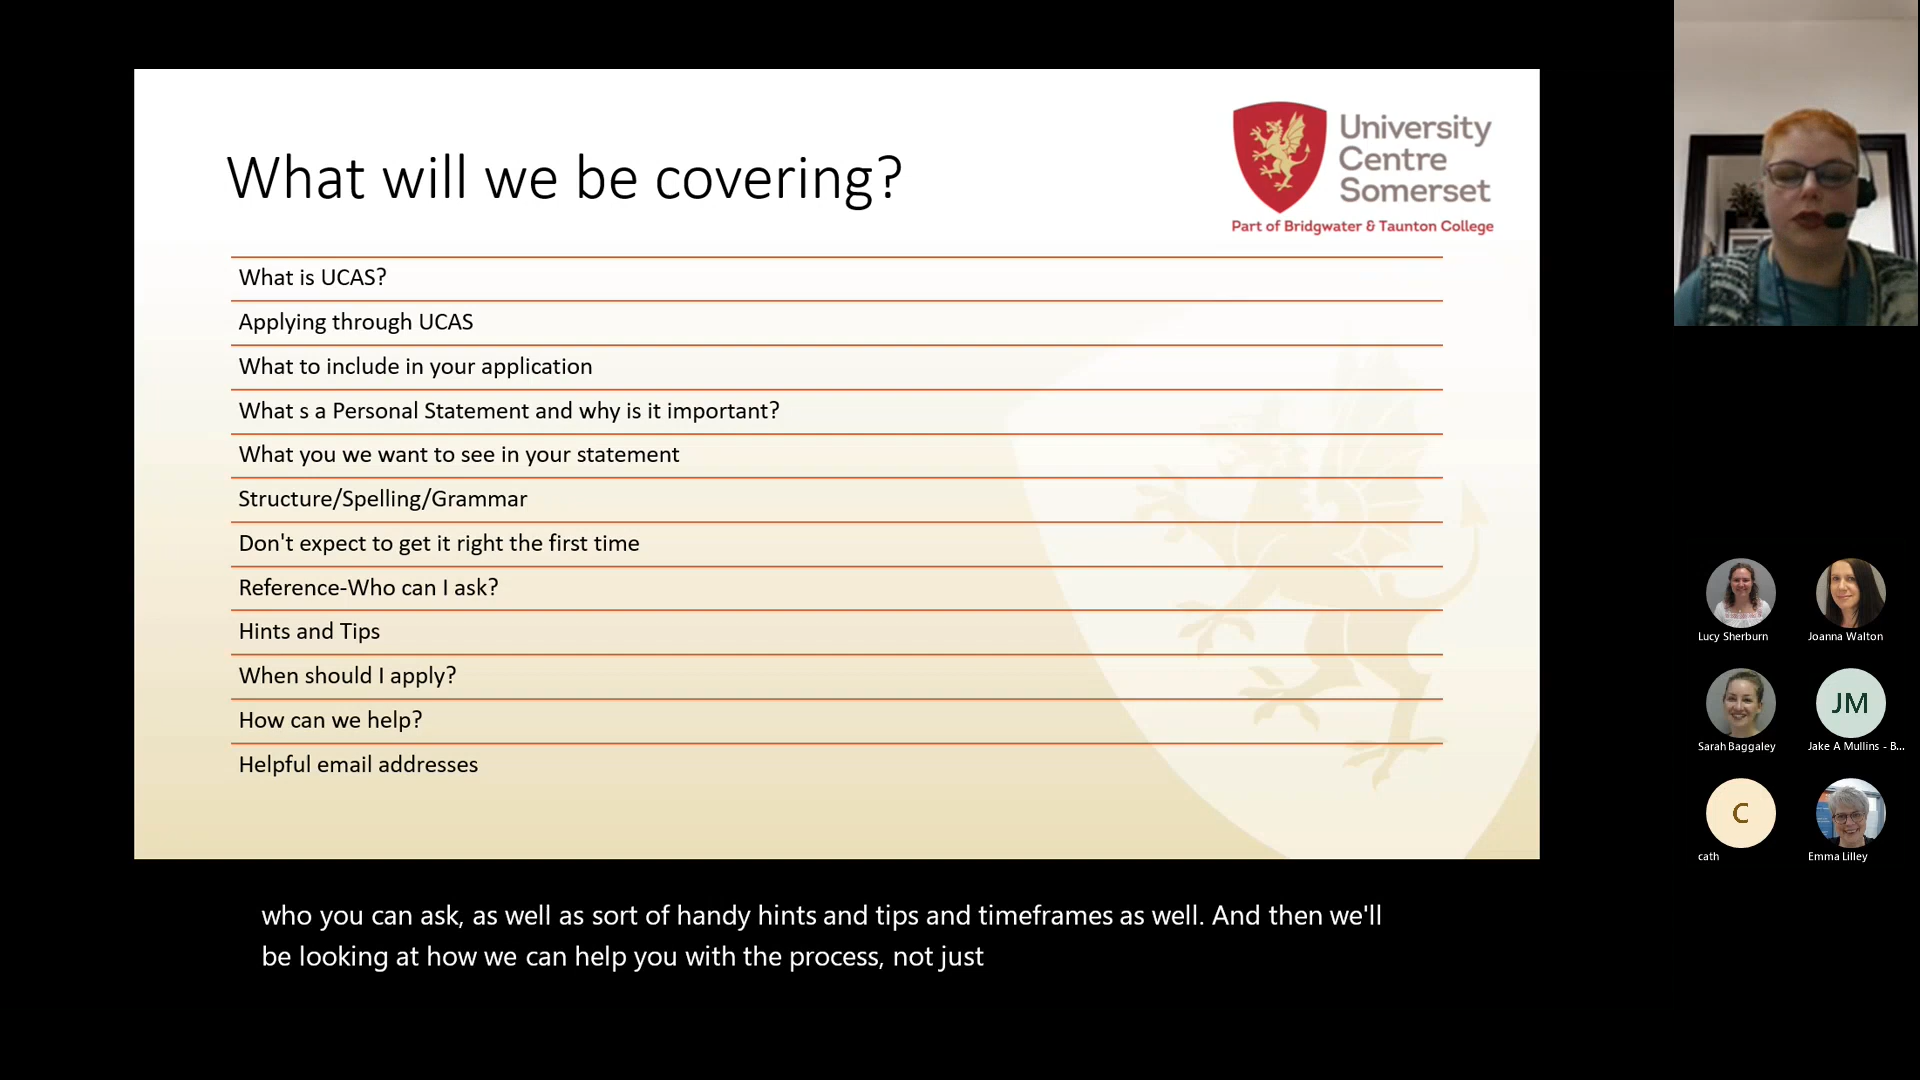 What will we be covering?
University
Centre
Somerset
Part of Bridgwater & Taunton College
What is UCAS?
Applying through UCAS
What to include in your application
What s a Personal Statement and why is it important?
What you we want to see in your statement
Structure/Spelling/Grammar
Don't expect to get it right the first time
Reference-Who can I ask?
Hints and Tips
When should I apply?
How can we help?
Helpful email addresses
who you can ask, as well as sort of handy hints and tips and timeframes as well. And then we'll
be looking at how we can help you with the process, not just
Lucy Sherburn
Joanna Walton
Sarah Baggaley
JM
Jake A Mullins - B...
C
cath
Emma Lilley